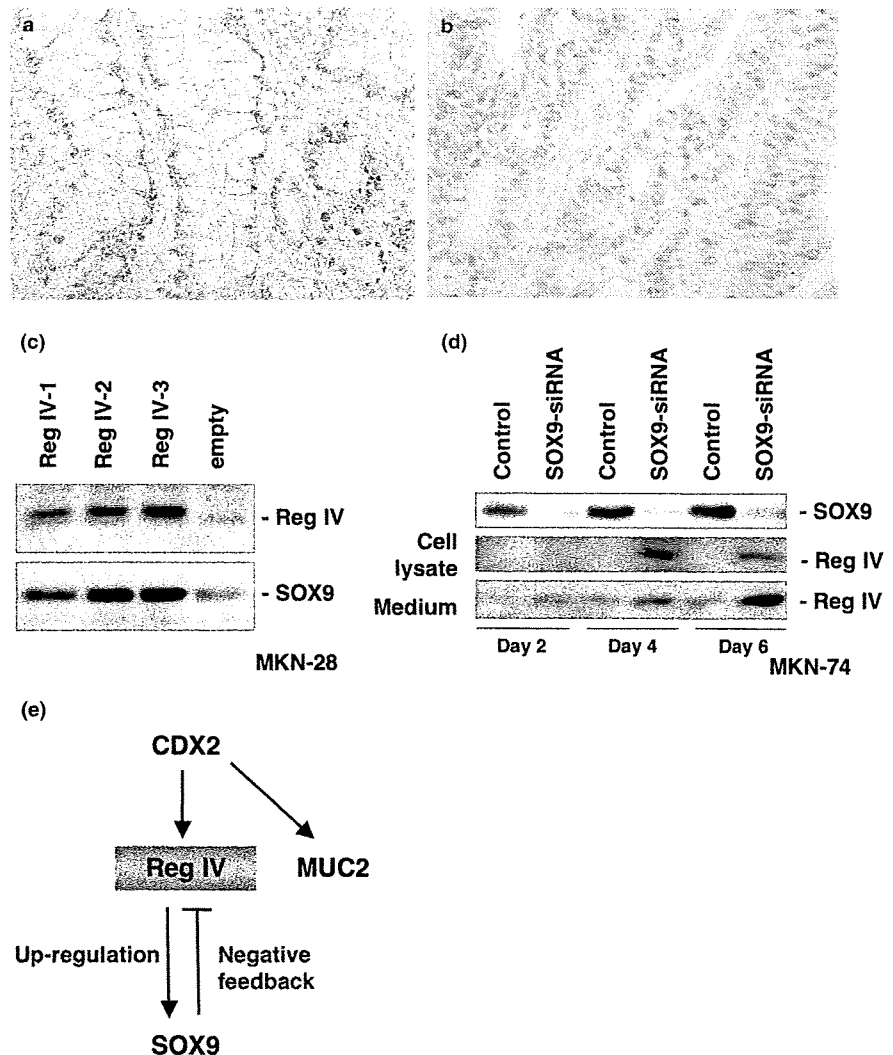 a
b
(c)
Reg IV-1
Reg IV-2
Reg IV-3
empty
- Reg IV
- SOX9
MKN-28
(d)
Control
SOX9-siRNA
Control
SOX9-siRNA
Control
SOX9-siRNA
- SOX9
Cell
lysate
- Reg IV
Medium
- Reg IV
Day 2
Day 4
Day 6
MKN-74
(e)
CDX2
Reg IV
MUC2
Up-regulation
Negative
feedback
SOX9